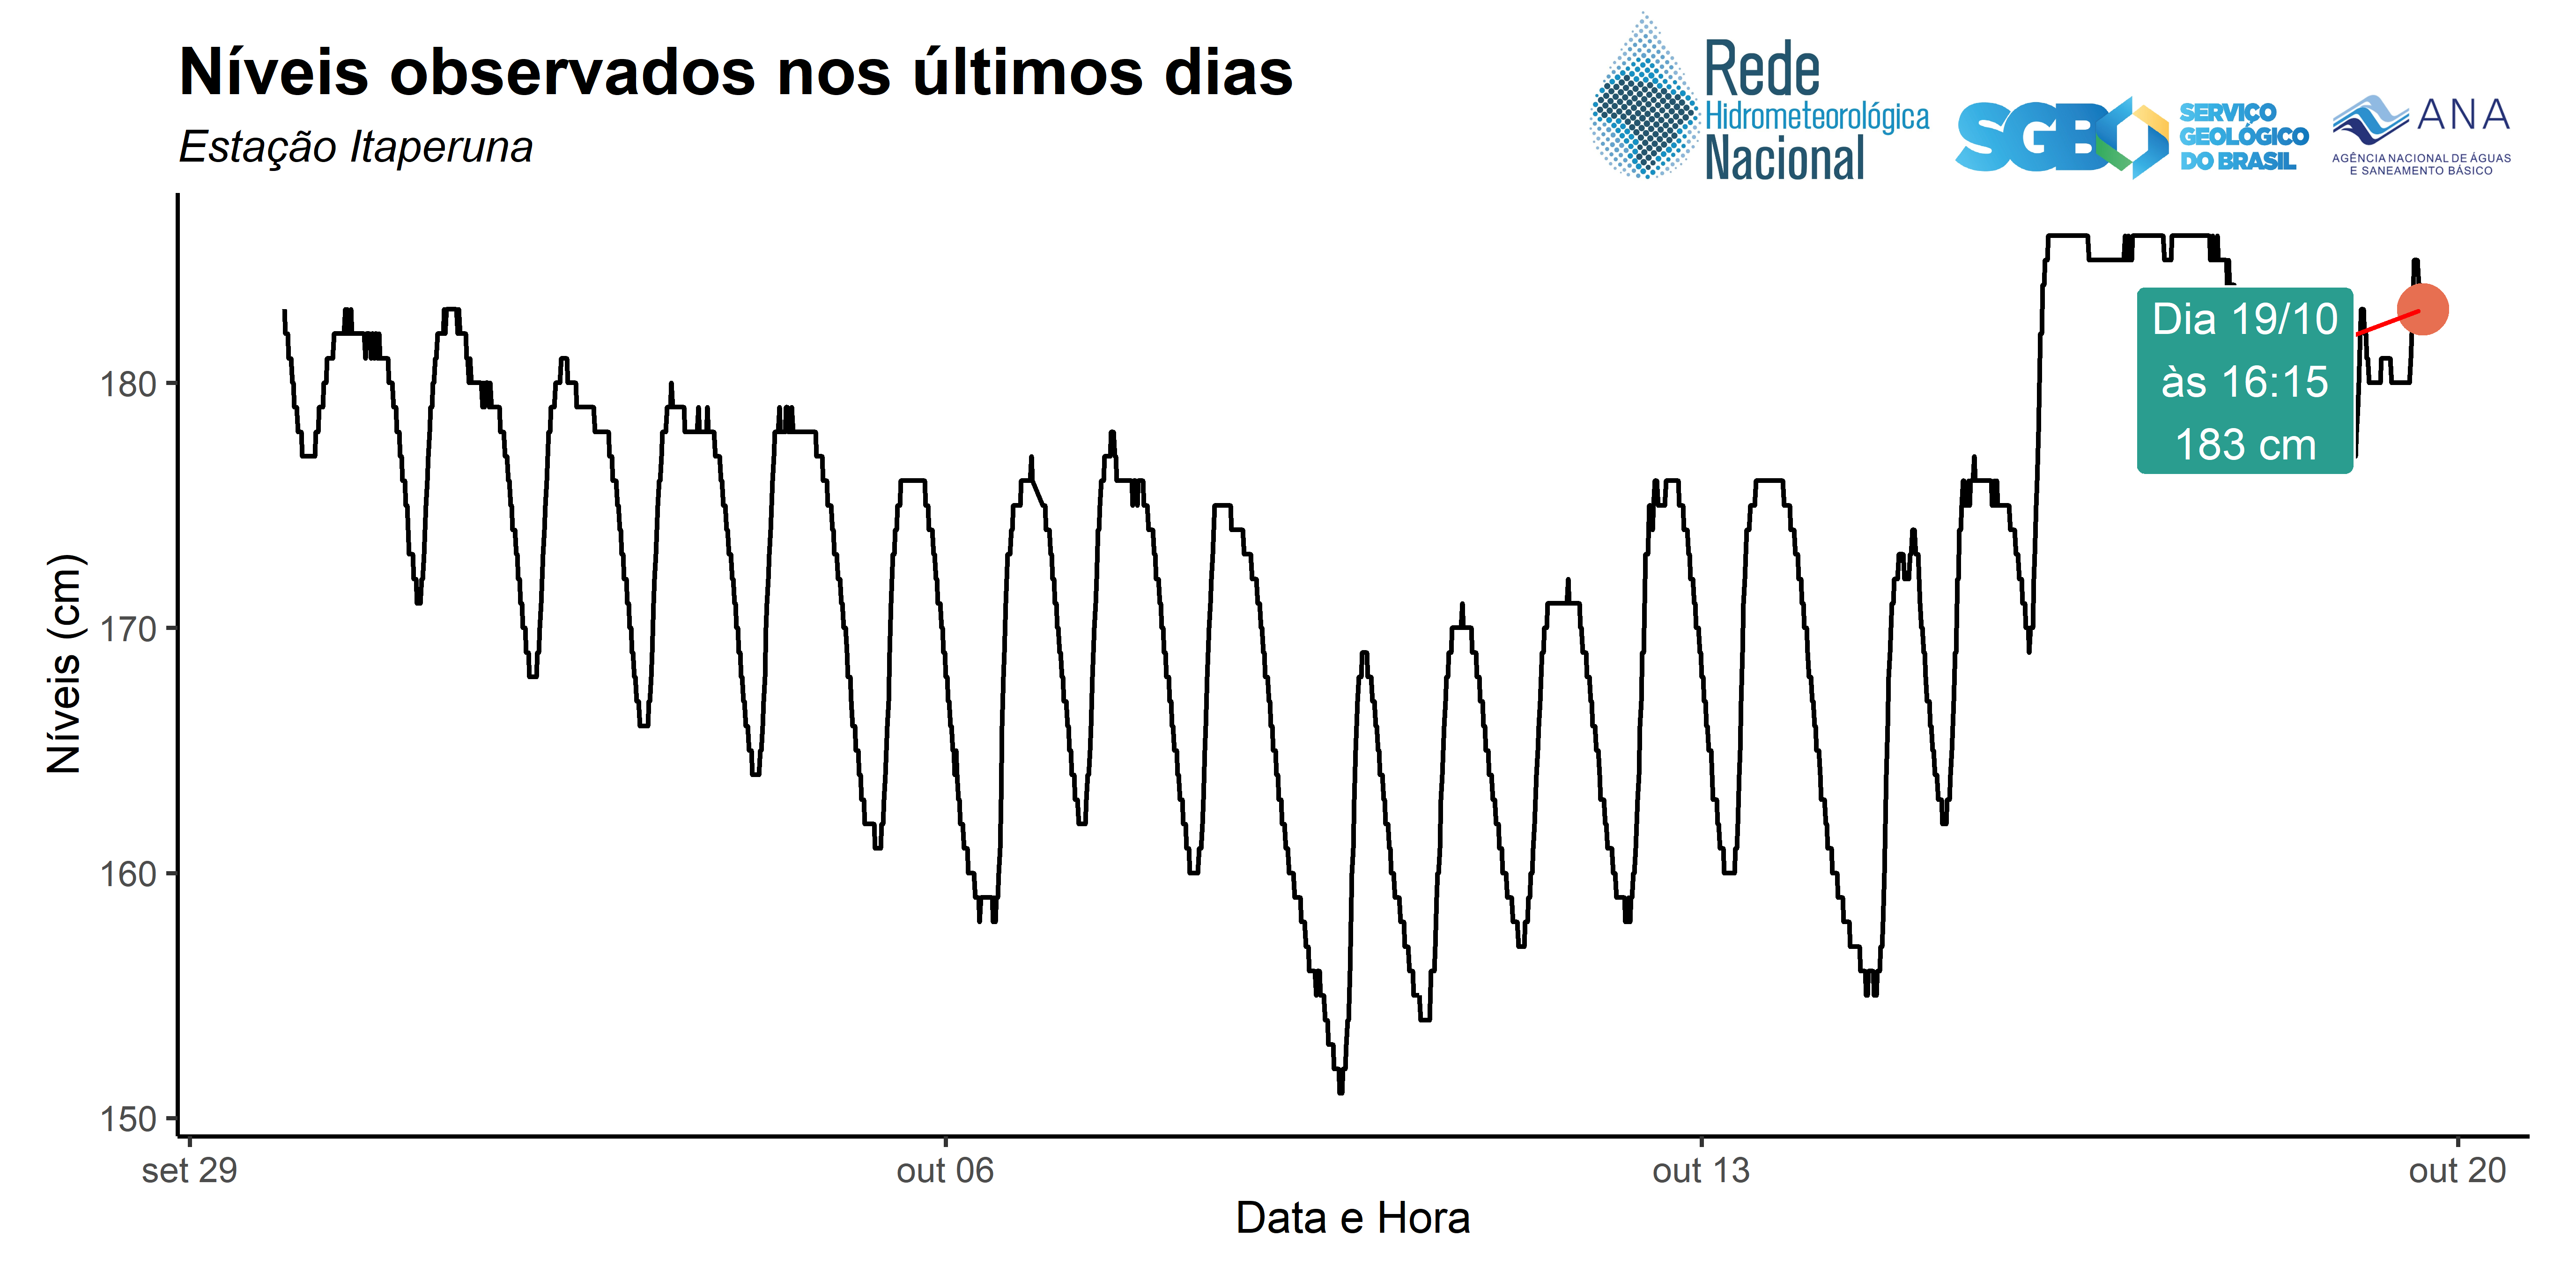 Níveis observados nos últimos dias
Estação Itaperuna
Rede
Hidrometeorológica
Nacional
SGB
SERVIÇO
GEOLÓGICO
DO BRASIL
ANA
AGÊNCIA NACIONAL DE ÁGUAS
E SANEAMENTO BÁSICO
Níveis (cm)
180
170
160
150
Dia 19/10
às 16:15
183 cm
set 29
out 06
out 13
out 20
Data e Hora